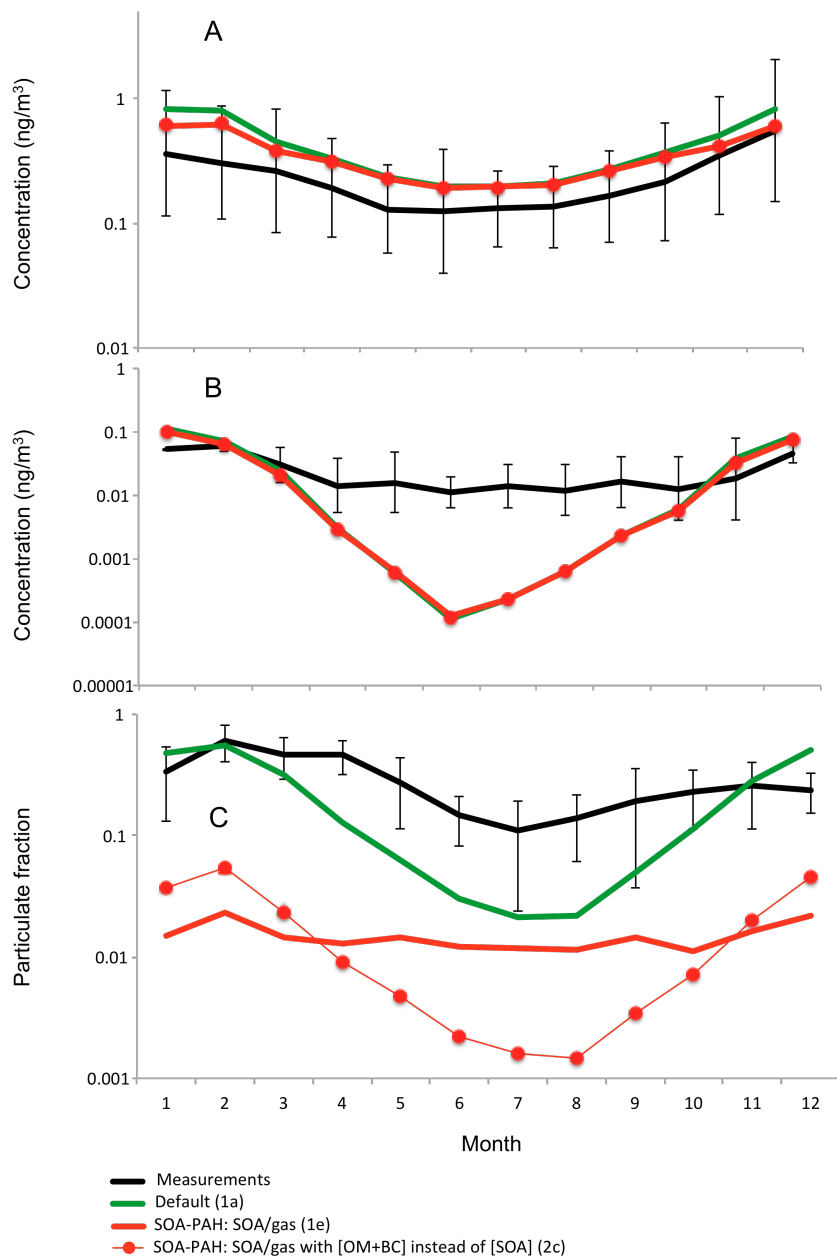 A
Concentration (ng/m³)
1
0.1
0.01
B
Concentration (ng/m³)
1
0.1
0.01
0.001
0.0001
0.00001
C
Particulate fraction
1
0.1
0.01
0.001
1 2 3 4 5 6 7 8 9 10 11 12
Month
Measurements
Default (1a)
SOA-PAH: SOA/gas (1e)
SOA-PAH: SOA/gas with [OM+BC] instead of [SOA] (2c)